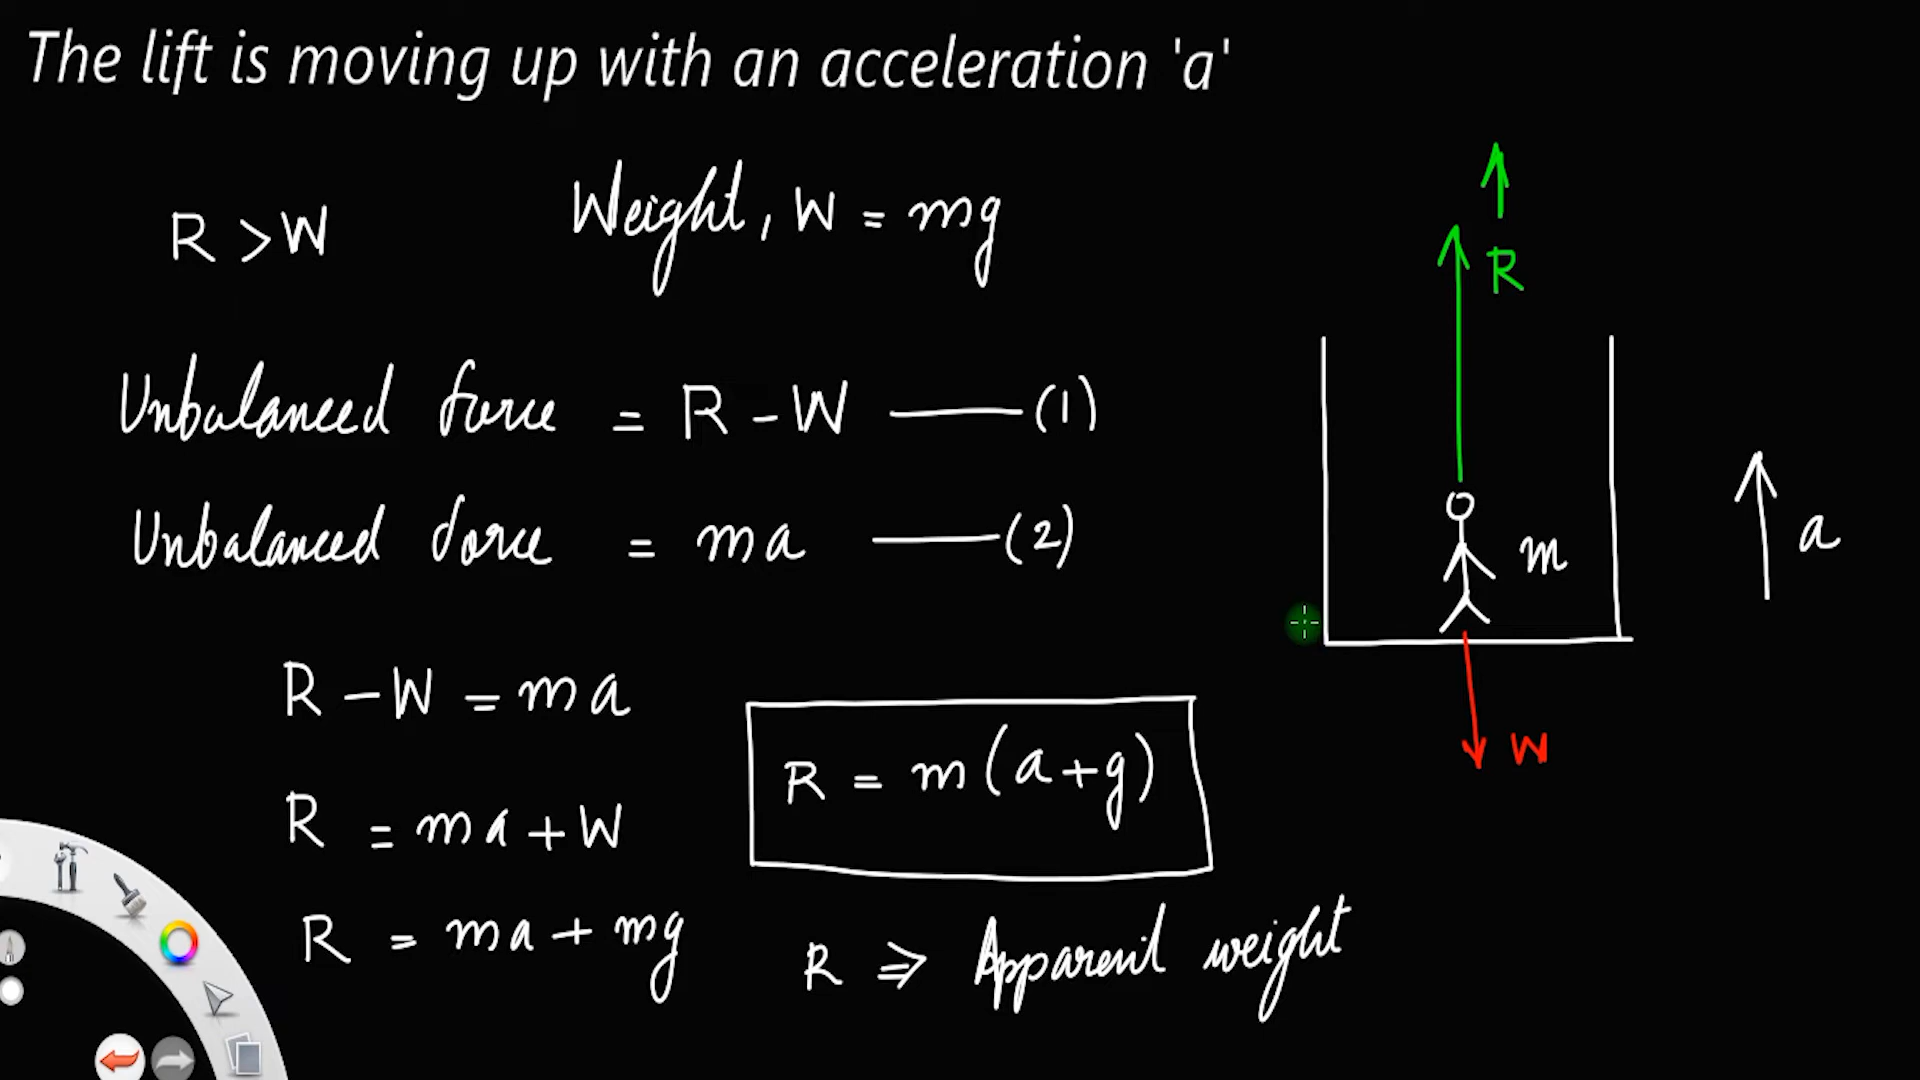 The lift is moving up with an acceleration 'a'
R > W
Weight, W = mg
Unbalanced force = R - W ——— (1)
Unbalanced force = ma ——— (2)
R - W = ma
R = ma + W
R = ma + mg
R = m(a+g)
R ⇒ Apparent weight
R
m
a
W